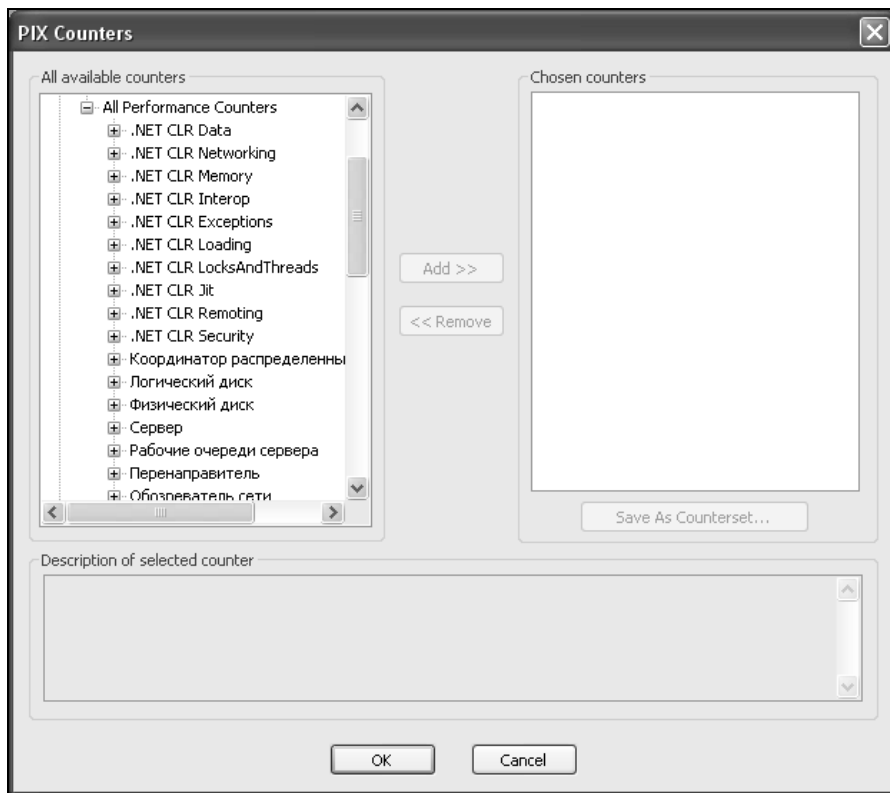 PIX Counters
All available counters
All Performance Counters
.NET CLR Data
.NET CLR Networking
.NET CLR Memory
.NET CLR Interop
.NET CLR Exceptions
.NET CLR Loading
.NET CLR LocksAndThreads
.NET CLR Jit
.NET CLR Remoting
.NET CLR Security
Координатор распределенны
Логический диск
Физический диск
Сервер
Рабочие очереди сервера
Перенаправитель
Обозреватель сети
Add >>
<< Remove
Chosen counters
Save As Counterset...
Description of selected counter
OK
Cancel